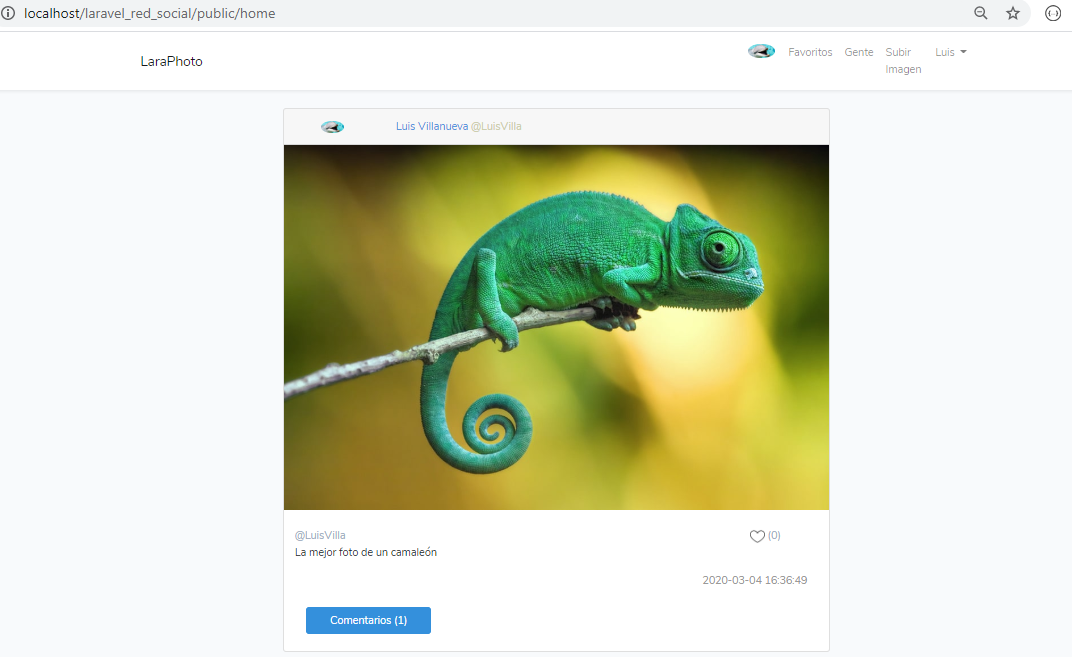 localhost/laravel_red_social/public/home
LaraPhoto
Favoritos
Gente
Subir
Imagen
Luis
Luis Villanueva @LuisVilla
@LuisVilla
(0)
La mejor foto de un camaleón
2020-03-04 16:36:49
Comentarios (1)